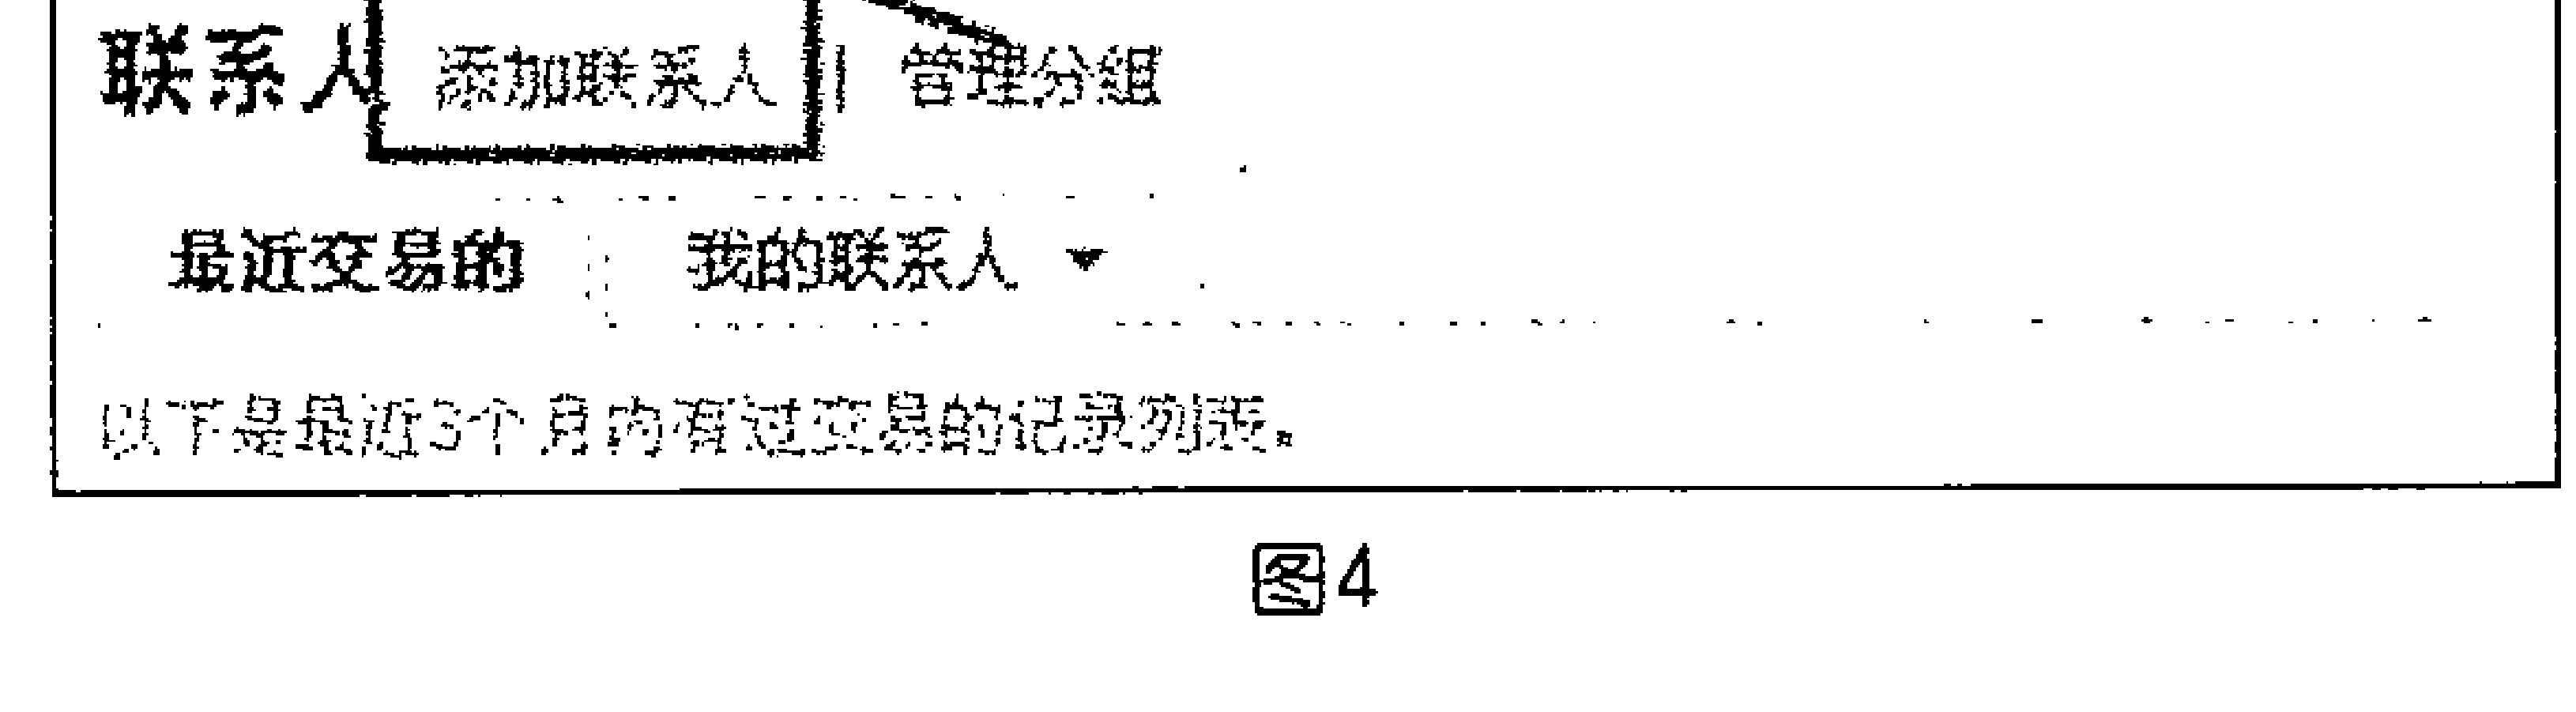 联系人 添加联系人 | 管理分组
最近交易的 我的联系人
以下是最近3个月内有过交易的记录列表。
图4